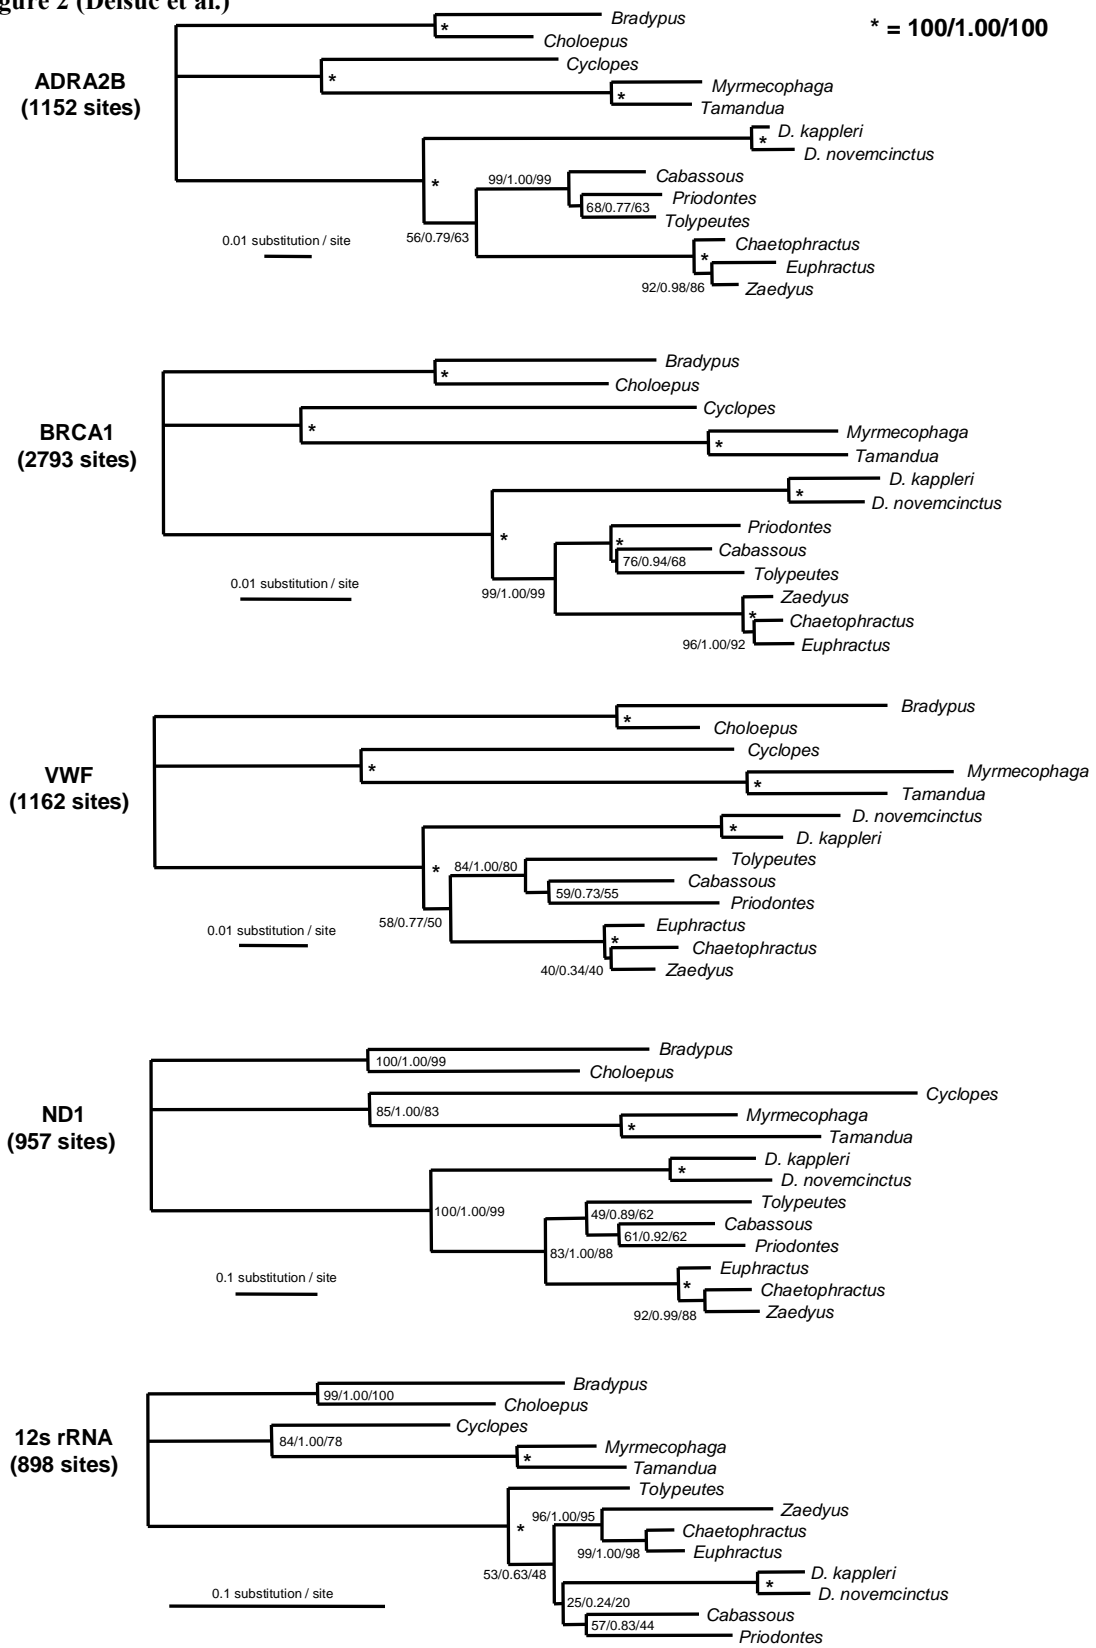 gure 2 (Delsuc et al.)
* = 100/1.00/100
ADRA2B
(1152 sites)
Bradypus
*
Choloepus
Cyclopes
*
Myrmecophaga
*
Tamandua
D. kappleri
*
D. novemcinctus
*
99/1.00/99
Cabassous
Priodontes
68/0.77/63
Tolypeutes
56/0.79/63
0.01 substitution / site
Chaetophractus
*
Euphractus
92/0.98/86
Zaedyus
BRCA1
(2793 sites)
Bradypus
*
Choloepus
Cyclopes
*
Myrmecophaga
*
Tamandua
D. kappleri
*
D. novemcinctus
*
Priodontes
*
Cabassous
76/0.94/68
Tolypeutes
0.01 substitution / site
99/1.00/99
Zaedyus
*
Chaetophractus
96/1.00/92
Euphractus
VWF
(1162 sites)
Bradypus
*
Choloepus
Cyclopes
*
Myrmecophaga
*
Tamandua
D. novemcinctus
*
D. kappleri
*
84/1.00/80
Tolypeutes
Cabassous
59/0.73/55
Priodontes
58/0.77/50
0.01 substitution / site
Euphractus
*
Chaetophractus
40/0.34/40
Zaedyus
ND1
(957 sites)
Bradypus
100/1.00/99
Choloepus
Cyclopes
85/1.00/83
Myrmecophaga
*
Tamandua
D. kappleri
*
D. novemcinctus
100/1.00/99
Tolypeutes
49/0.89/62
Cabassous
61/0.92/62
Priodontes
83/1.00/88
0.1 substitution / site
Euphractus
*
Chaetophractus
92/0.99/88
Zaedyus
12s rRNA
(898 sites)
Bradypus
99/1.00/100
Choloepus
Cyclopes
84/1.00/78
Myrmecophaga
*
Tamandua
Tolypeutes
*
96/1.00/95
Zaedyus
Chaetophractus
99/1.00/98
Euphractus
53/0.63/48
0.1 substitution / site
D. kappleri
*
D. novemcinctus
25/0.24/20
Cabassous
57/0.83/44
Priodontes